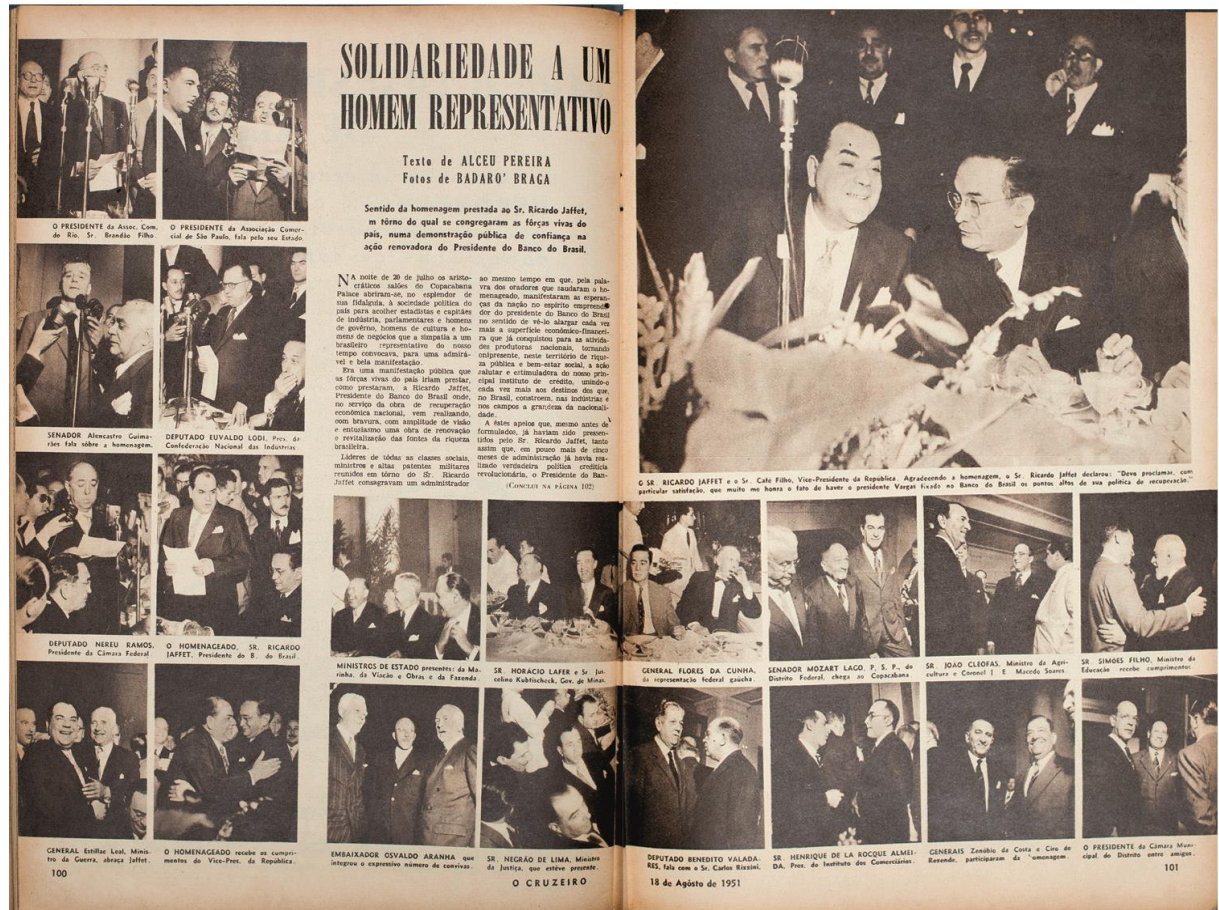 SOLIDARIEDADE A UM
HOMEM REPRESENTATIVO
Texto de ALCEU PEREIRA
Fotos de BADARO' BRAGA
Sentido da homenagem prestada ao Sr. Ricardo Jaffet,
m tôrno do qual se congregaram as fôrças vivas do
país, numa demonstração pública de confiança na
ação renovadora do Presidente do Banco do Brasil.
NA noite de 20 de julho os aristo-
cráticos salões do Copacabana
Palace abriram-se, no esplendor de
sua fidalguia, à sociedade política do
país para acolher estadistas e capitães
de indústria, parlamentares e homens
de govêrno, homens de cultura e ho-
mens de negócios que a simpatia a um
brasileiro representativo do nosso
tempo convocava, para uma admirá-
vel e bela manifestação.
Era uma manifestação pública que
as fôrças vivas do país iriam prestar,
como prestaram, a Ricardo Jaffet,
Presidente do Banco do Brasil onde,
no serviço da obra de recuperação
econômica nacional, vem realizando,
com bravura, com amplitude de visão
e entusiasmo uma obra de renovação
e revitalização das fontes da riqueza
brasileira.
Líderes de tôdas as classes sociais,
ministros e altas patentes militares
reunidos em tôrno do Sr. Ricardo
Jaffet consagravam um administrador
ao mesmo tempo em que, pela pala-
vra dos oradores que saudaram o ho-
menageado, manifestaram as esperan-
ças da nação no espírito empreende-
dor do presidente do Banco do Brasil
no sentido de vê-lo alargar cada vez
mais a superfície econômico-financei-
ra que já conquistou para as ativida-
des produtoras nacionais, tornando
onipresente, neste território de rique-
za pública e bem-estar social, a ação
salutar e estimuladora do nosso prin-
cipal instituto de crédito, unindo-o
cada vez mais aos destinos dos que,
no Brasil, constroem, nas indústrias e
nos campos a grandeza da nacionali-
dade.
A êstes apelos, que, mesmo antes de
formulados, já haviam sido pressen-
tidos pelo Sr. Ricardo Jaffet, tanto
assim que, em pouco mais de cinco
meses de administração já havia rea-
lizado verdadeira política creditícia
revolucionária, o Presidente do Ban-
(CONCLUI NA PÁGINA 102)
O PRESIDENTE da Assoc. Com.
do Rio, Sr. Brandão Filho.
O PRESIDENTE da Associação Comer-
cial de São Paulo, fala pelo seu Estado.
SENADOR Alencastro Guima-
rães fala sôbre a homenagem.
DEPUTADO EUVALDO LODI, Pres. da
Confederação Nacional das Indústrias
DEPUTADO NEREU RAMOS,
Presidente da Câmara Federal.
O HOMENAGEADO, SR. RICARDO
JAFFET, Presidente do B. do Brasil.
GENERAL Estillac Leal, Minis-
tro da Guerra, abraça Jaffet.
O HOMENAGEADO recebe os cumpri-
mentos do Vice-Pres. da República.
MINISTROS DE ESTADO presentes: da Ma-
rinha, da Viação e Obras e da Fazenda.
SR. HORÁCIO LAFER e Sr. Jus-
celino Kubtischeck, Gov. de Minas.
EMBAIXADOR OSVALDO ARANHA que
integrou o expressivo número de convivas.
SR. NEGRÃO DE LIMA, Ministro
da Justiça, que estêve presente.
100
O CRUZEIRO
O SR. RICARDO JAFFET e o Sr. Café Filho, Vice-Presidente da República. Agradecendo a homenagem, o Sr. Ricardo Jaffet declarou: "Devo proclamar, com
particular satisfação, que muito me honra o fato de haver o presidente Vargas fixado no Banco do Brasil os pontos altos de sua política de recuperação."
GENERAL FLORES DA CUNHA,
da representação federal gaúcha.
SENADOR MOZART LAGO, P. S. P., do
Distrito Federal, chega ao Copacabana.
SR. JOÃO CLEOFAS, Ministro da Agri-
cultura e Coronel J. E. Macedo Soares.
SR. SIMÕES FILHO, Ministro da
Educação recebe cumprimentos.
DEPUTADO BENEDITO VALADA-
RES, fala com o Sr. Carlos Rizzini.
SR. HENRIQUE DE LA ROCQUE ALMEI-
DA, Pres. do Instituto dos Comerciários.
GENERAIS Zenóbio da Costa e Ciro de
Rezende, participaram da homenagem.
O PRESIDENTE da Câmara Muni-
cipal do Distrito entre amigos.
18 de Agôsto de 1951
101